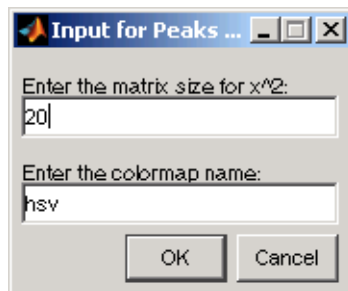 Input for Peaks ...
Enter the matrix size for x^2:
20
Enter the colormap name:
hsv
OK Cancel